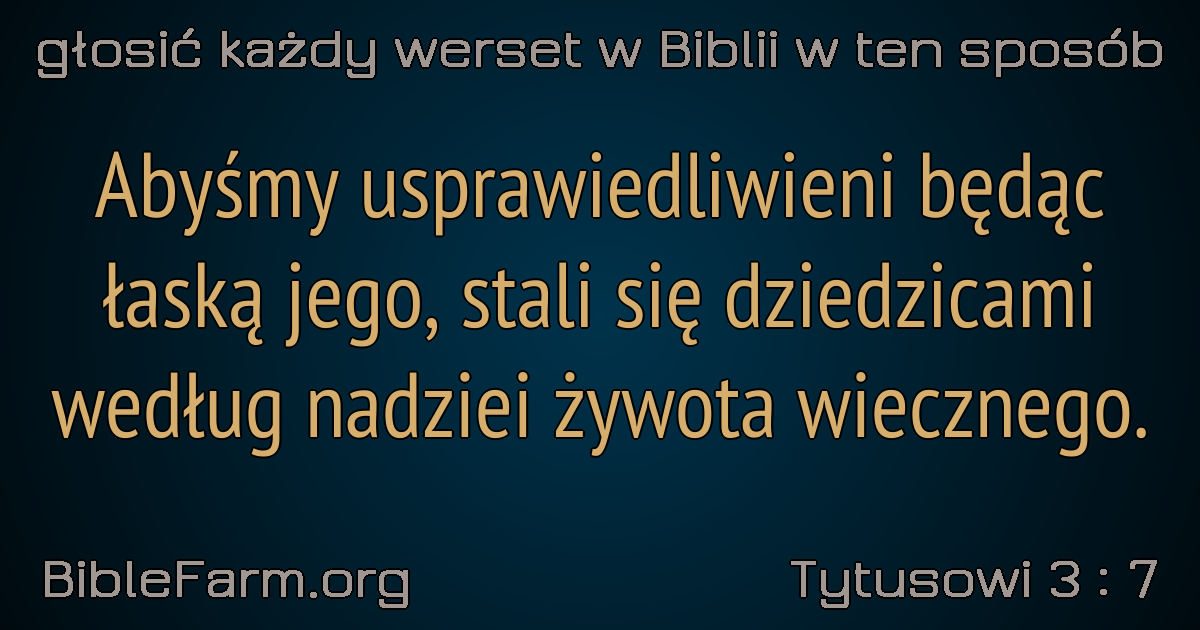 głosić każdy werset w Biblii w ten sposób
Abyśmy usprawiedliwieni będąc
łaską jego, stali się dziedzicami
według nadziei żywota wiecznego.
BibleFarm.org
Tytusowi 3 : 7